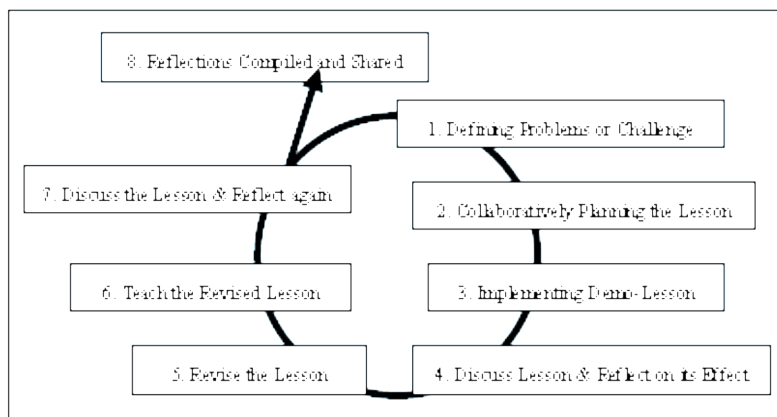 8. Reflections Compiled and Shared
1. Defining Problems or Challenge
7. Discuss the Lesson & Reflect again
2. Collaboratively Planning the Lesson
6. Teach the Revised Lesson
3. Implementing Demo-Lesson
5. Revise the Lesson
4. Discuss Lesson & Reflect on its Effect